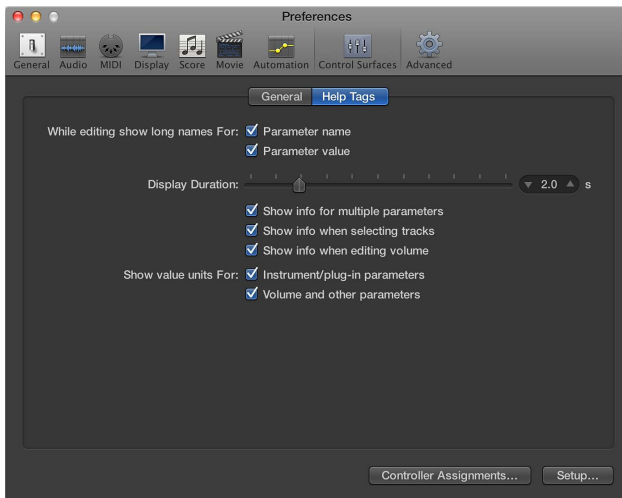 Preferences
General Audio MIDI Display Score Movie Automation Control Surfaces Advanced
General Help Tags
While editing show long names For: Parameter name
Parameter value
Display Duration: 2.0 s
Show info for multiple parameters
Show info when selecting tracks
Show info when editing volume
Show value units For: Instrument/plug-in parameters
Volume and other parameters
Controller Assignments... Setup...